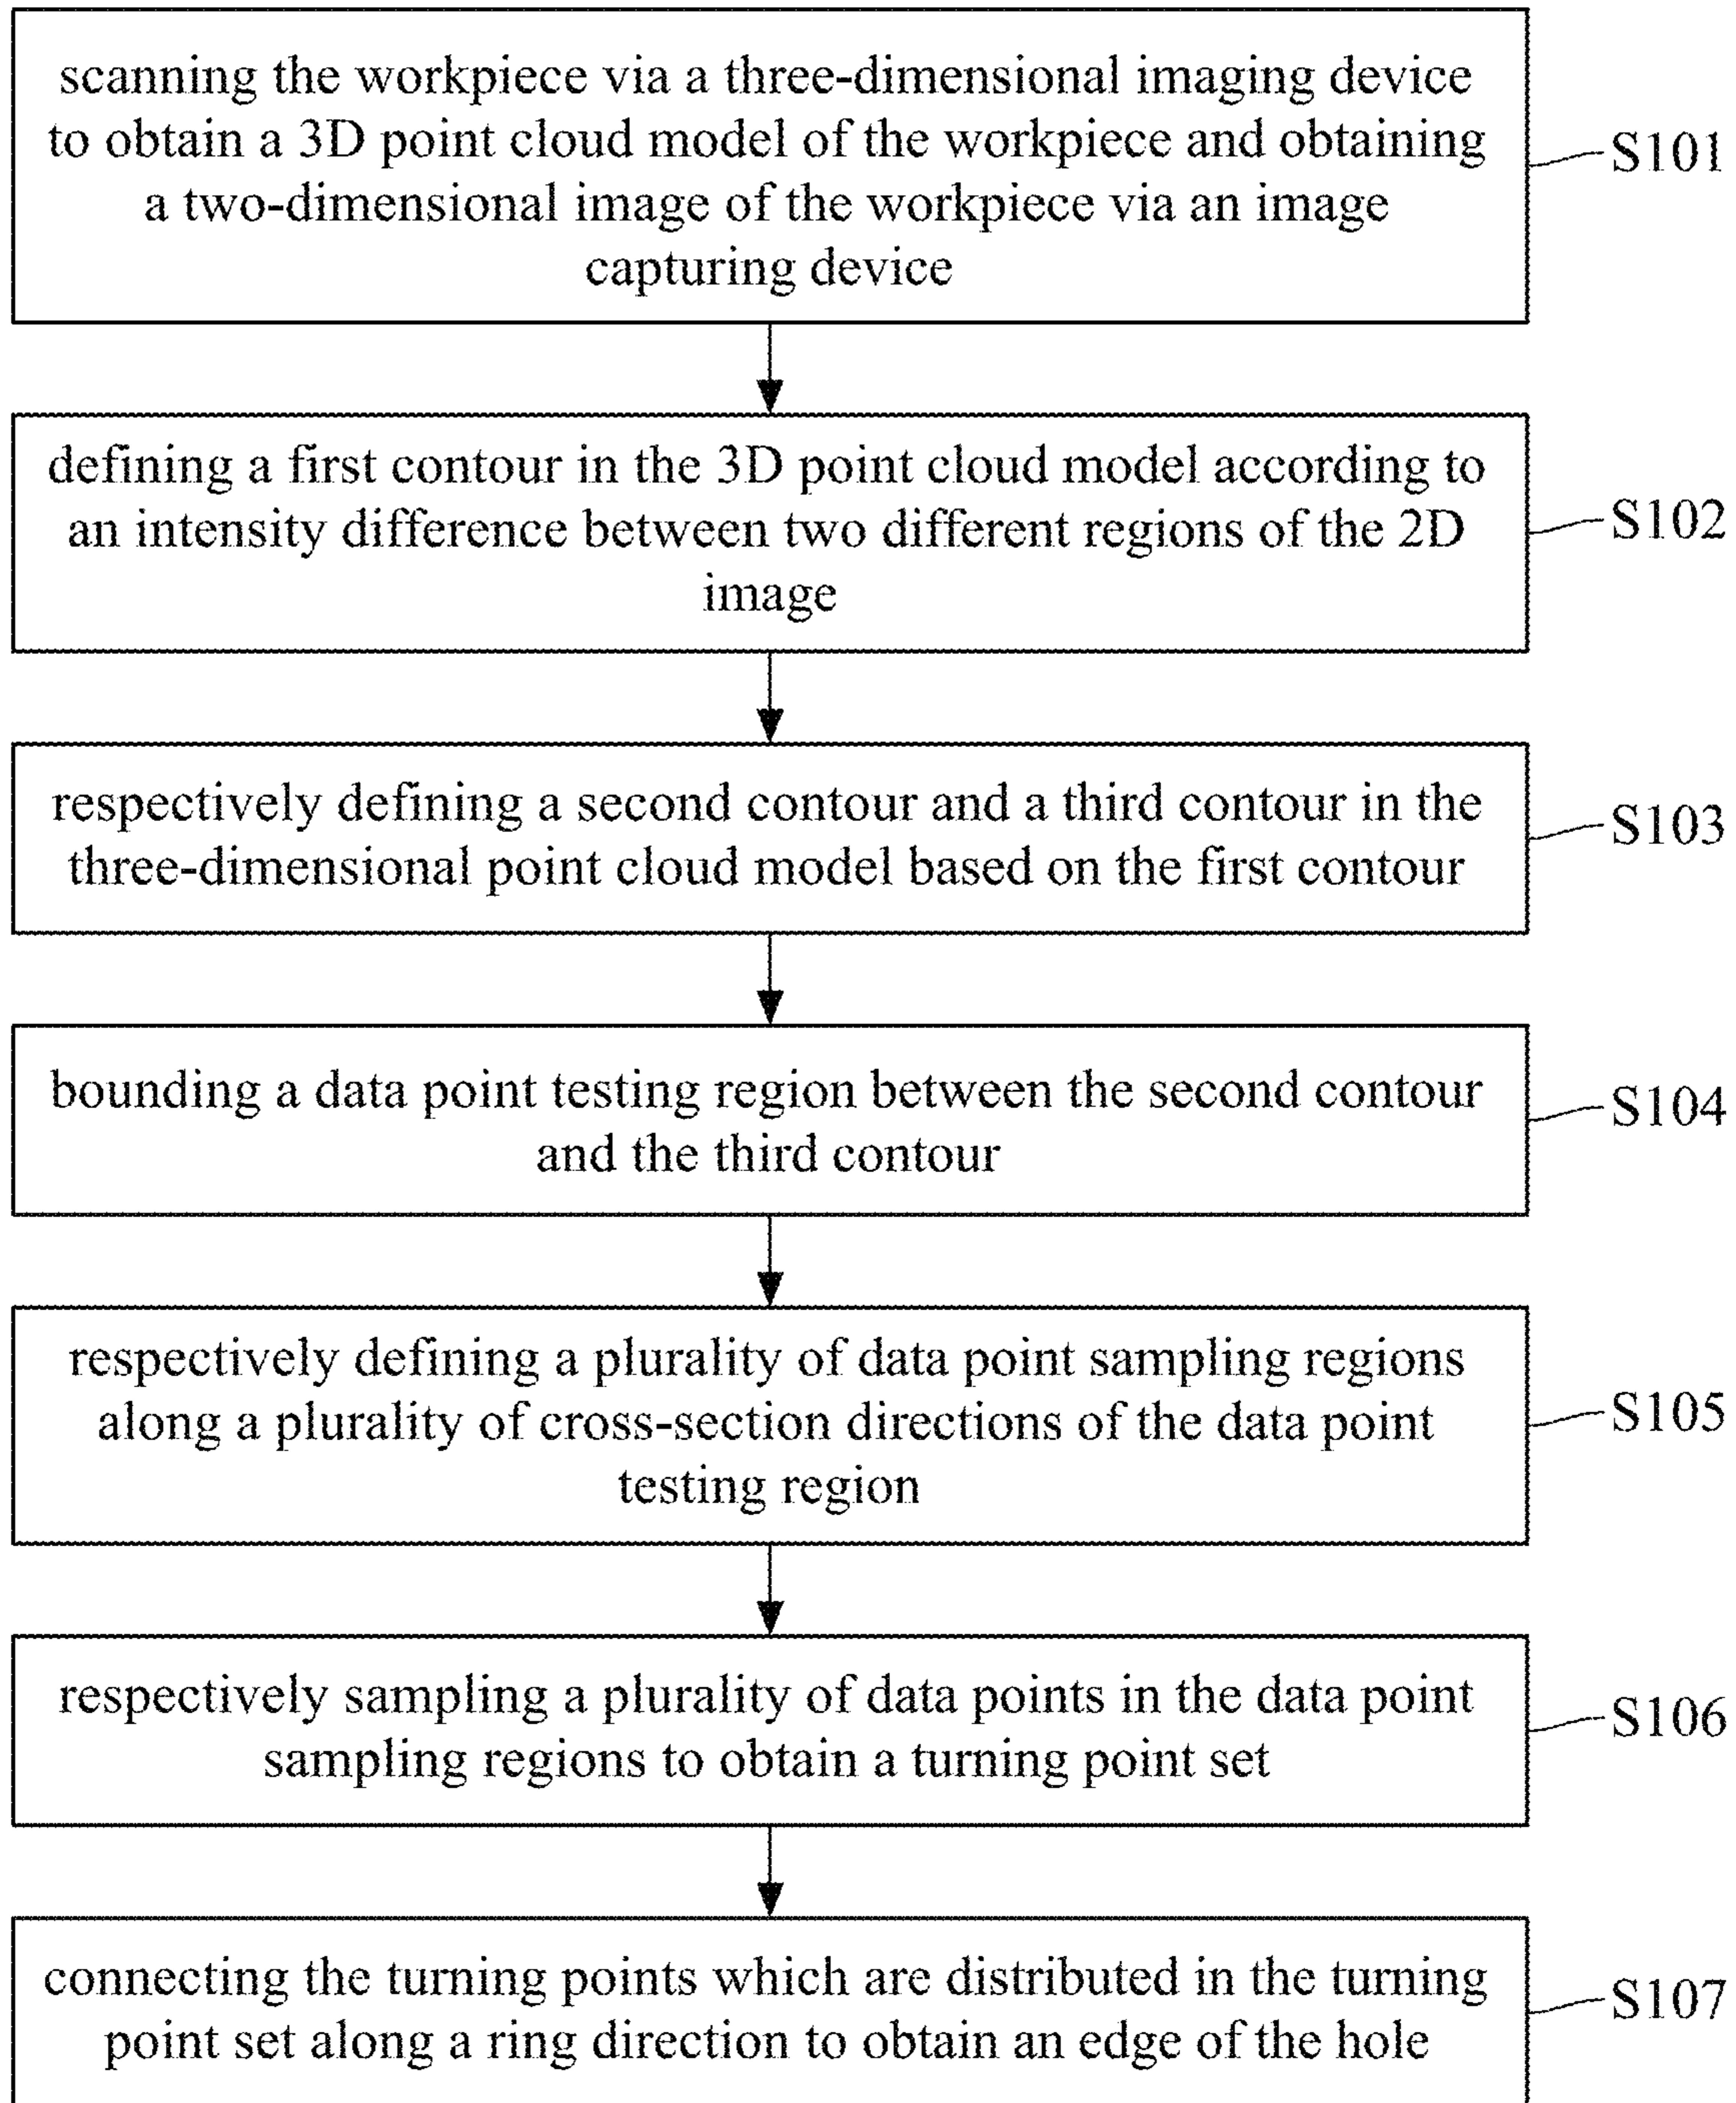 scanning the workpiece via a three-dimensional imaging device
to obtain a 3D point cloud model of the workpiece and obtaining
a two-dimensional image of the workpiece via an image
capturing device
S101
defining a first contour in the 3D point cloud model according to
an intensity difference between two different regions of the 2D
image
S102
respectively defining a second contour and a third contour in the
three-dimensional point cloud model based on the first contour
S103
bounding a data point testing region between the second contour
and the third contour
S104
respectively defining a plurality of data point sampling regions
along a plurality of cross-section directions of the data point
testing region
S105
respectively sampling a plurality of data points in the data point
sampling regions to obtain a turning point set
S106
connecting the turning points which are distributed in the turning
point set along a ring direction to obtain an edge of the hole
S107